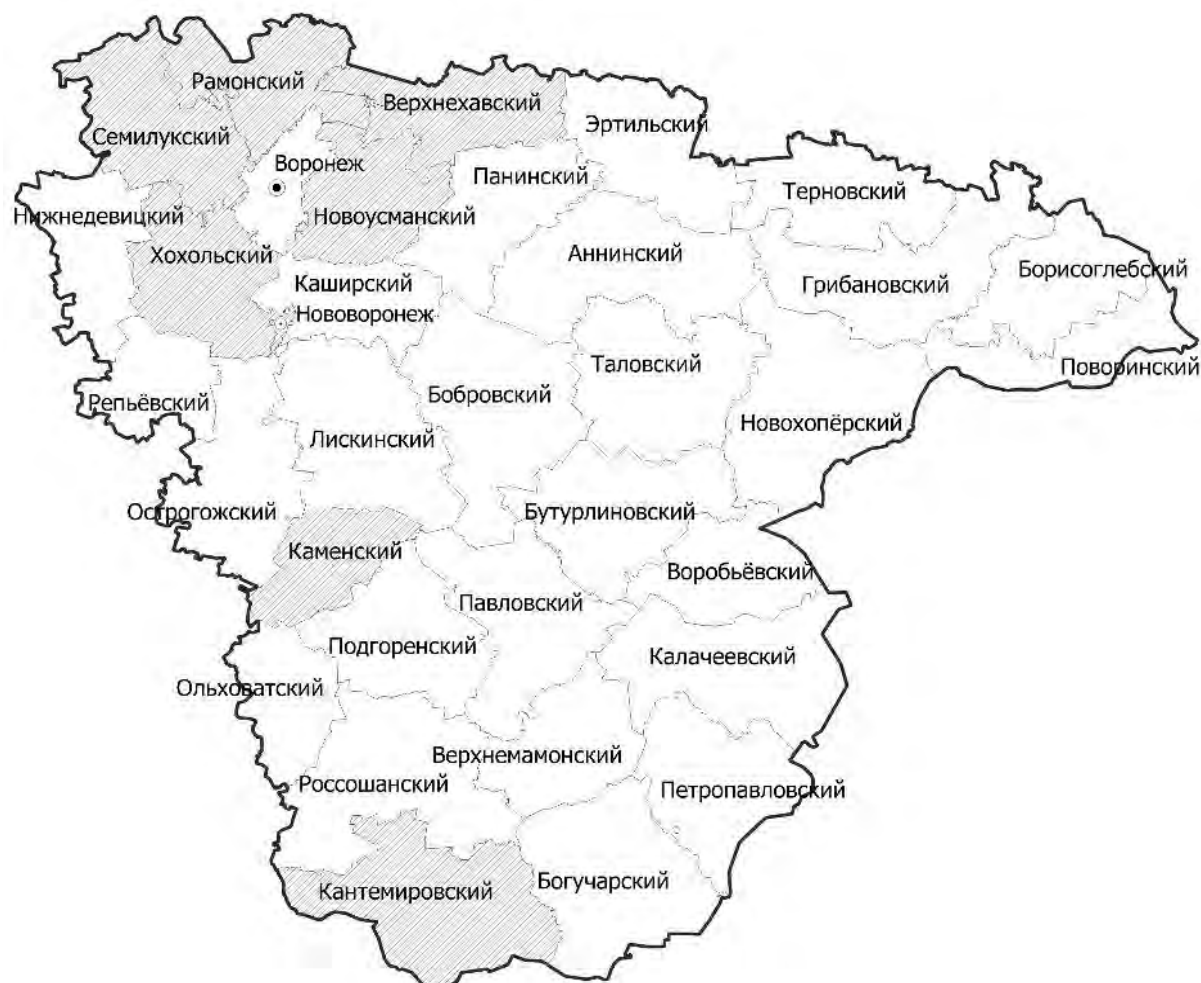 Рамонский
Верхнехавский
Эртильский
Семилукский
Воронеж
Панинский
Терновский
Нижнедевицкий
Новоусманский
Хохольский
Аннинский
Борисоглебский
Каширский
Грибановский
Нововоронеж
Таловский
Поворинский
Репьёвский
Бобровский
Новохопёрский
Лискинский
Острогожский
Бутурлиновский
Каменский
Воробьёвский
Павловский
Подгоренский
Калачеевский
Ольховатский
Верхнемамонский
Россошанский
Петропавловский
Кантемировский
Богучарский